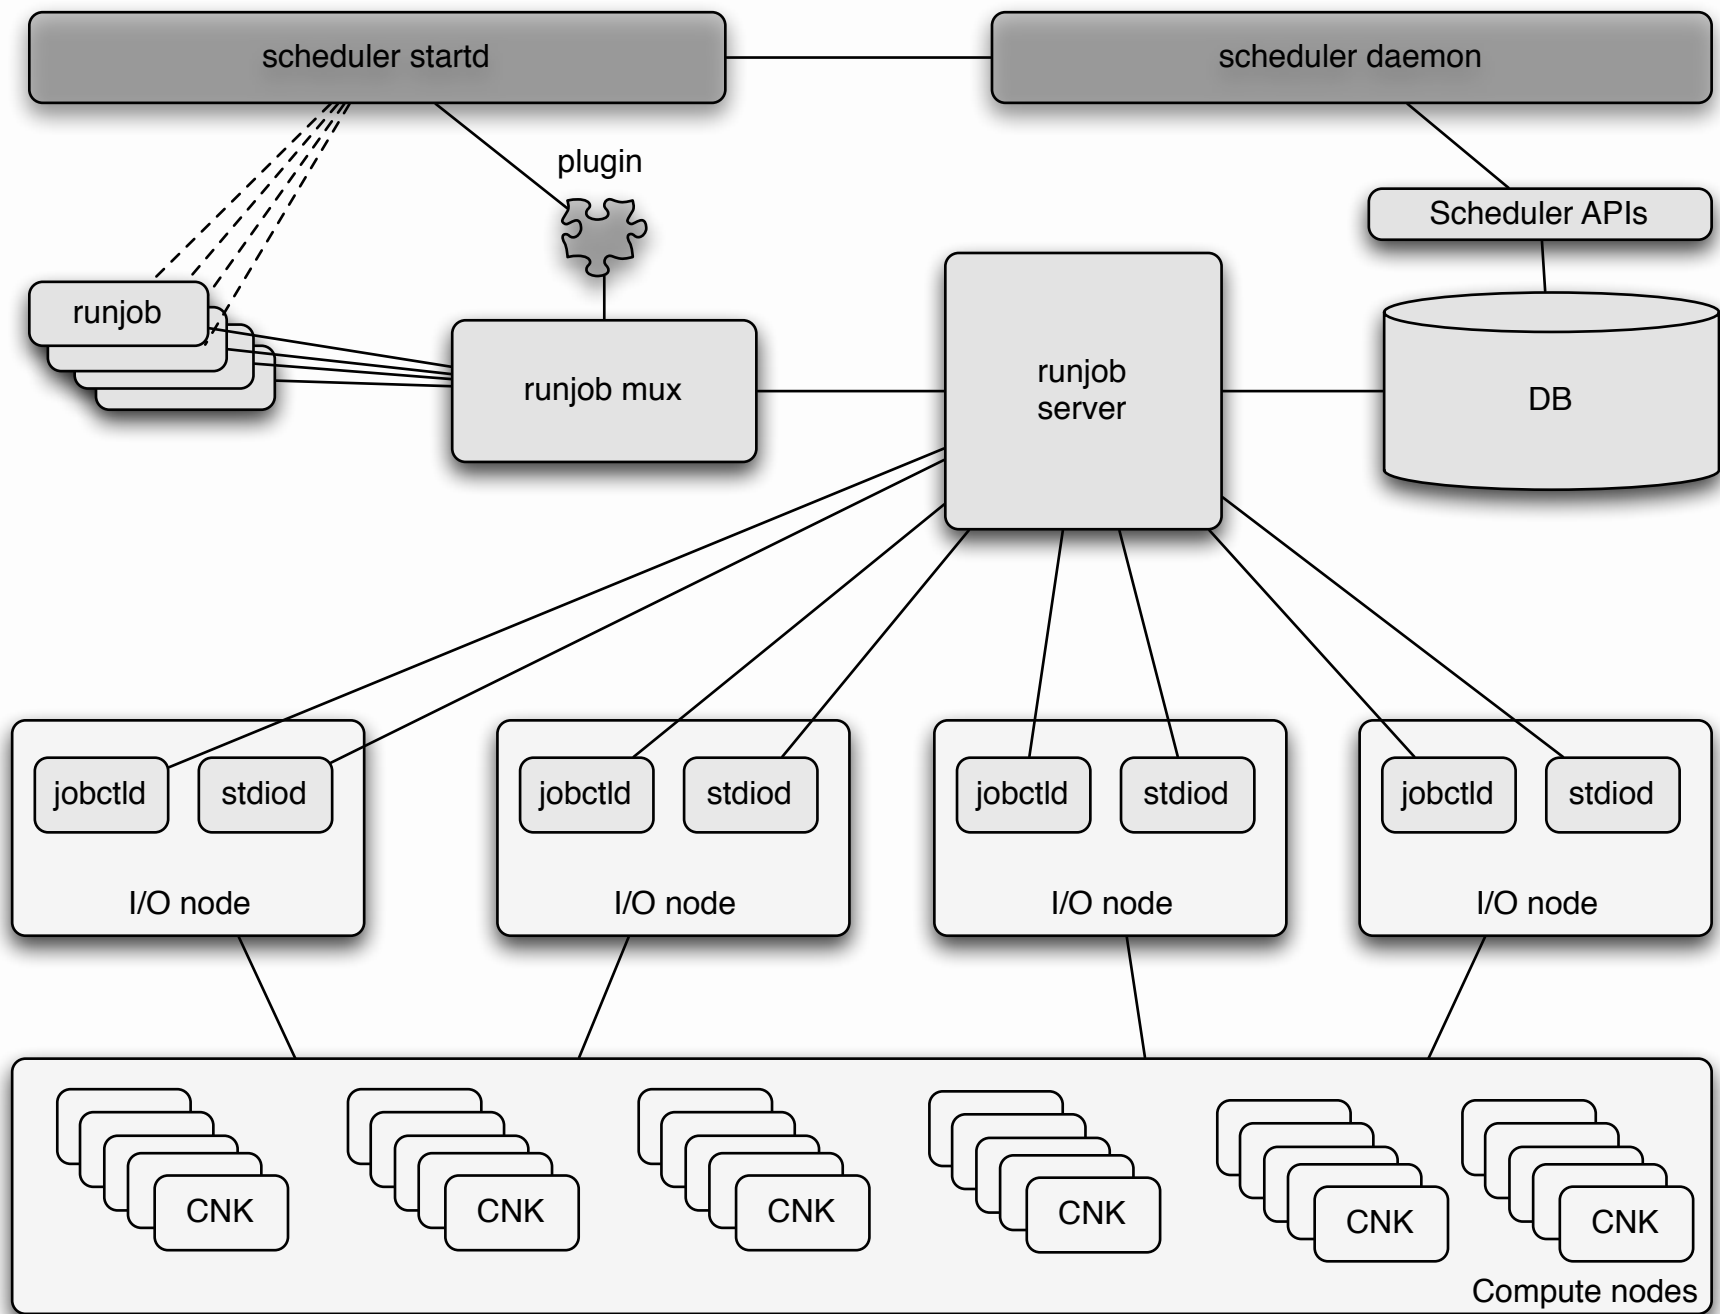 scheduler startd
scheduler daemon
plugin
Scheduler APIs
runjob
runjob mux
runjob
server
DB
jobctld
stdiod
jobctld
stdiod
jobctld
stdiod
jobctld
stdiod
I/O node
I/O node
I/O node
I/O node
CNK
CNK
CNK
CNK
CNK
CNK
Compute nodes